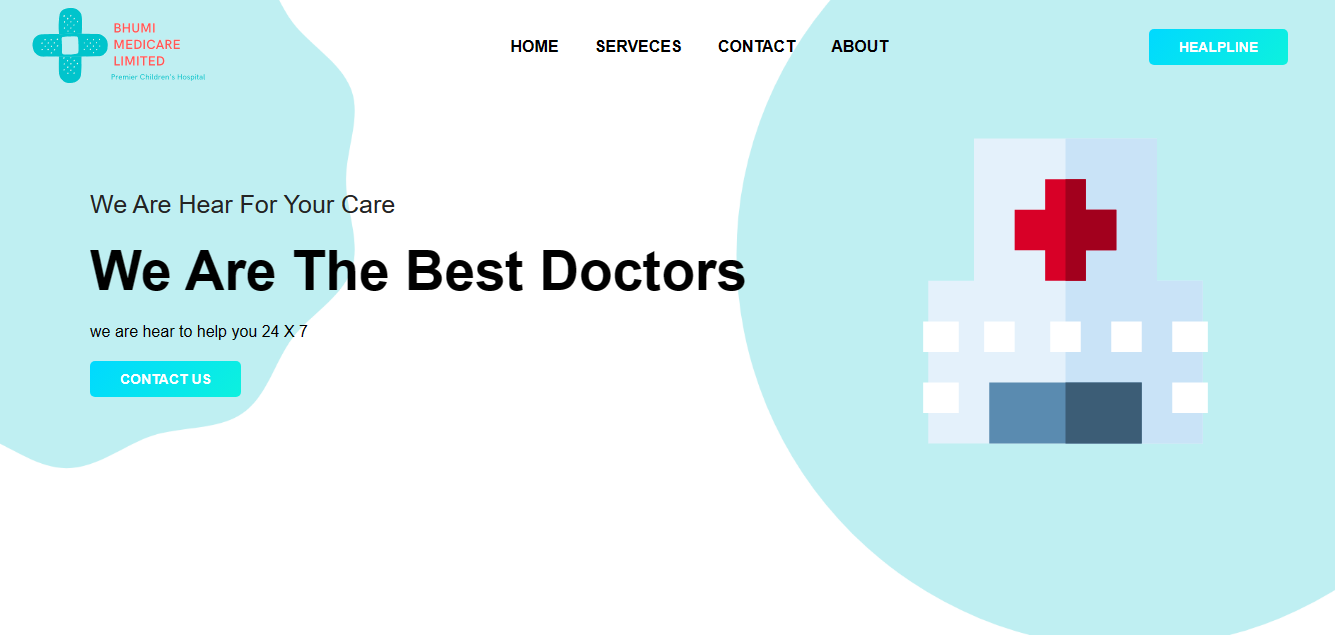 BHUMI
MEDICARE
LIMITED
Premier Children's Hospital
HOME SERVECES CONTACT ABOUT
HEALPLINE
We Are Hear For Your Care
We Are The Best Doctors
we are hear to help you 24 X 7
CONTACT US